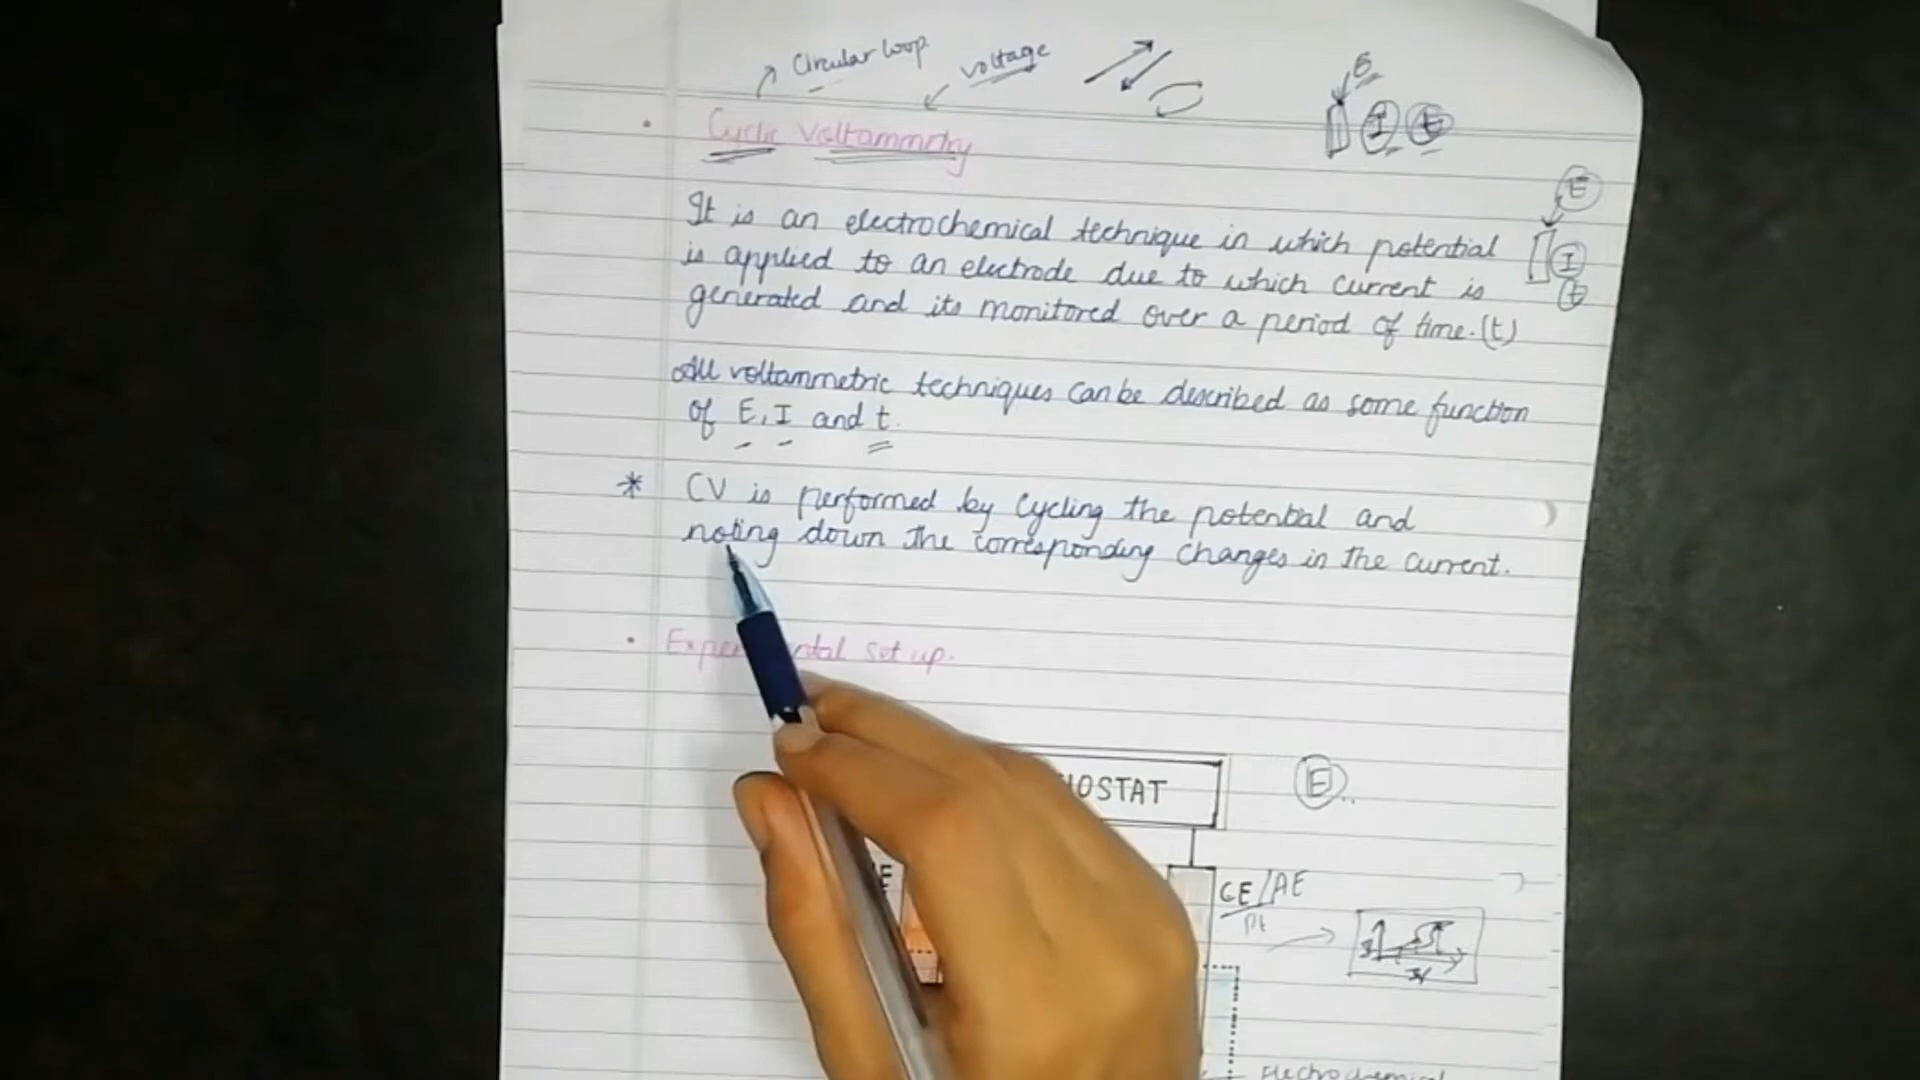 Circular loop
voltage
E
I t
• Cyclic Voltammetry
E
It is an electrochemical technique in which potential
I
is applied to an electrode due to which current is
t
generated and its monitored over a period of time.(t)
All voltammetric techniques can be described as some function
of E, I and t.
* CV is performed by cycling the potential and
noting down the corresponding changes in the current.
• set up.
OSTAT
E
E
CE/AE
Pt
Electrochemical